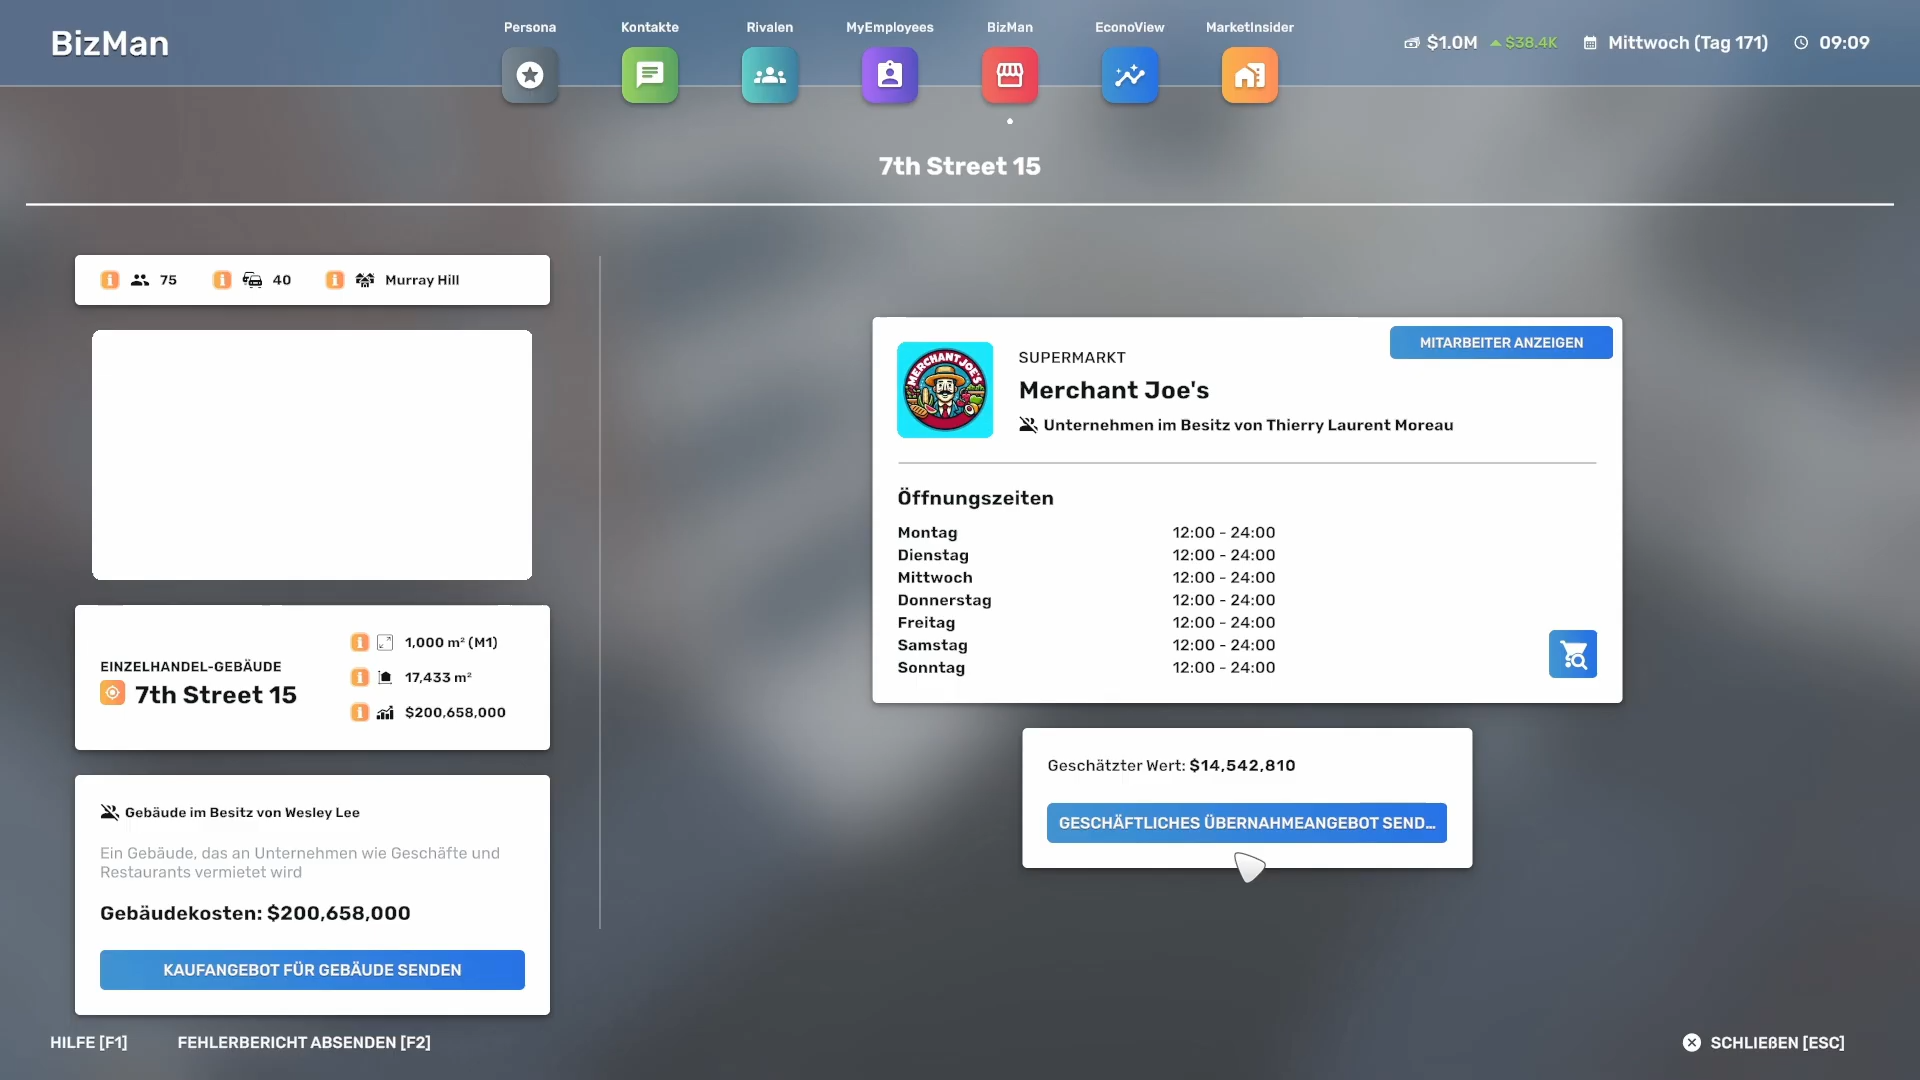 BizMan
Persona
Kontakte
Rivalen
MyEmployees
BizMan
EconoView
MarketInsider
$1.0M
$38.4K
Mittwoch (Tag 171)
09:09
7th Street 15
75
40
Murray Hill
EINZELHANDEL-GEBÄUDE
7th Street 15
1,000 m² (M1)
17,433 m²
$200,658,000
Gebäude im Besitz von Wesley Lee
Ein Gebäude, das an Unternehmen wie Geschäfte und
Restaurants vermietet wird
Gebäudekosten: $200,658,000
KAUFANGEBOT FÜR GEBÄUDE SENDEN
MERCHANT JOE'S
SUPERMARKT
Merchant Joe's
Unternehmen im Besitz von Thierry Laurent Moreau
MITARBEITER ANZEIGEN
Öffnungszeiten
Montag 12:00 - 24:00
Dienstag 12:00 - 24:00
Mittwoch 12:00 - 24:00
Donnerstag 12:00 - 24:00
Freitag 12:00 - 24:00
Samstag 12:00 - 24:00
Sonntag 12:00 - 24:00
Geschätzter Wert: $14,542,810
GESCHÄFTLICHES ÜBERNAHMEANGEBOT SEND...
HILFE [F1]
FEHLERBERICHT ABSENDEN [F2]
SCHLIEßEN [ESC]